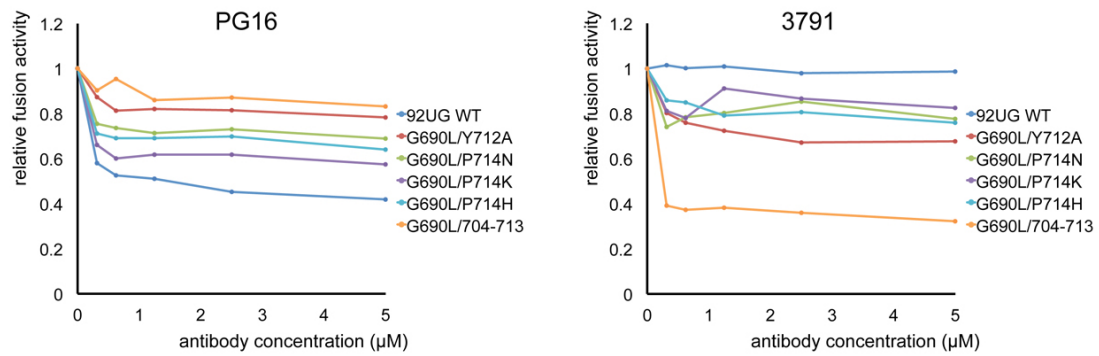 PG16
relative fusion activity
1.2
1
0.8
0.6
0.4
0.2
0
0 1 2 3 4 5
antibody concentration (μM)
92UG WT
G690L/Y712A
G690L/P714N
G690L/P714K
G690L/P714H
G690L/704-713
3791
relative fusion activity
1.2
1
0.8
0.6
0.4
0.2
0
0 1 2 3 4 5
antibody concentration (μM)
92UG WT
G690L/Y712A
G690L/P714N
G690L/P714K
G690L/P714H
G690L/704-713